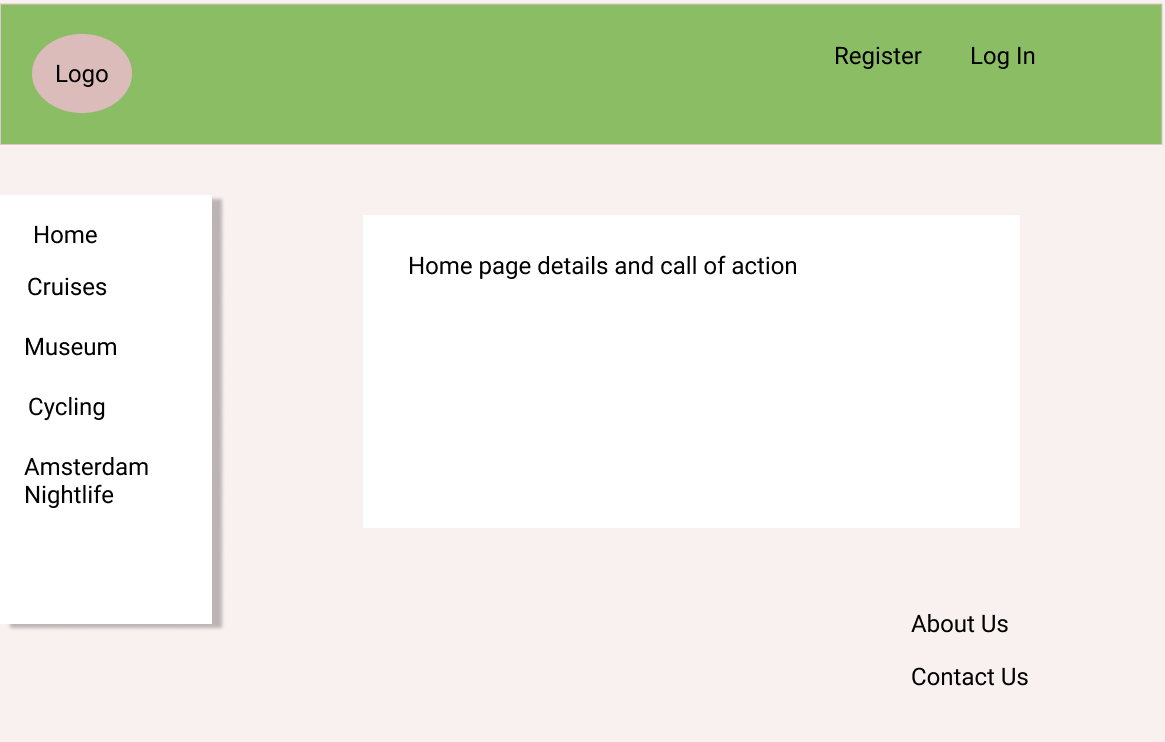 Logo
Register
Log In
Home
Cruises
Museum
Cycling
Amsterdam
Nightlife
Home page details and call of action
About Us
Contact Us